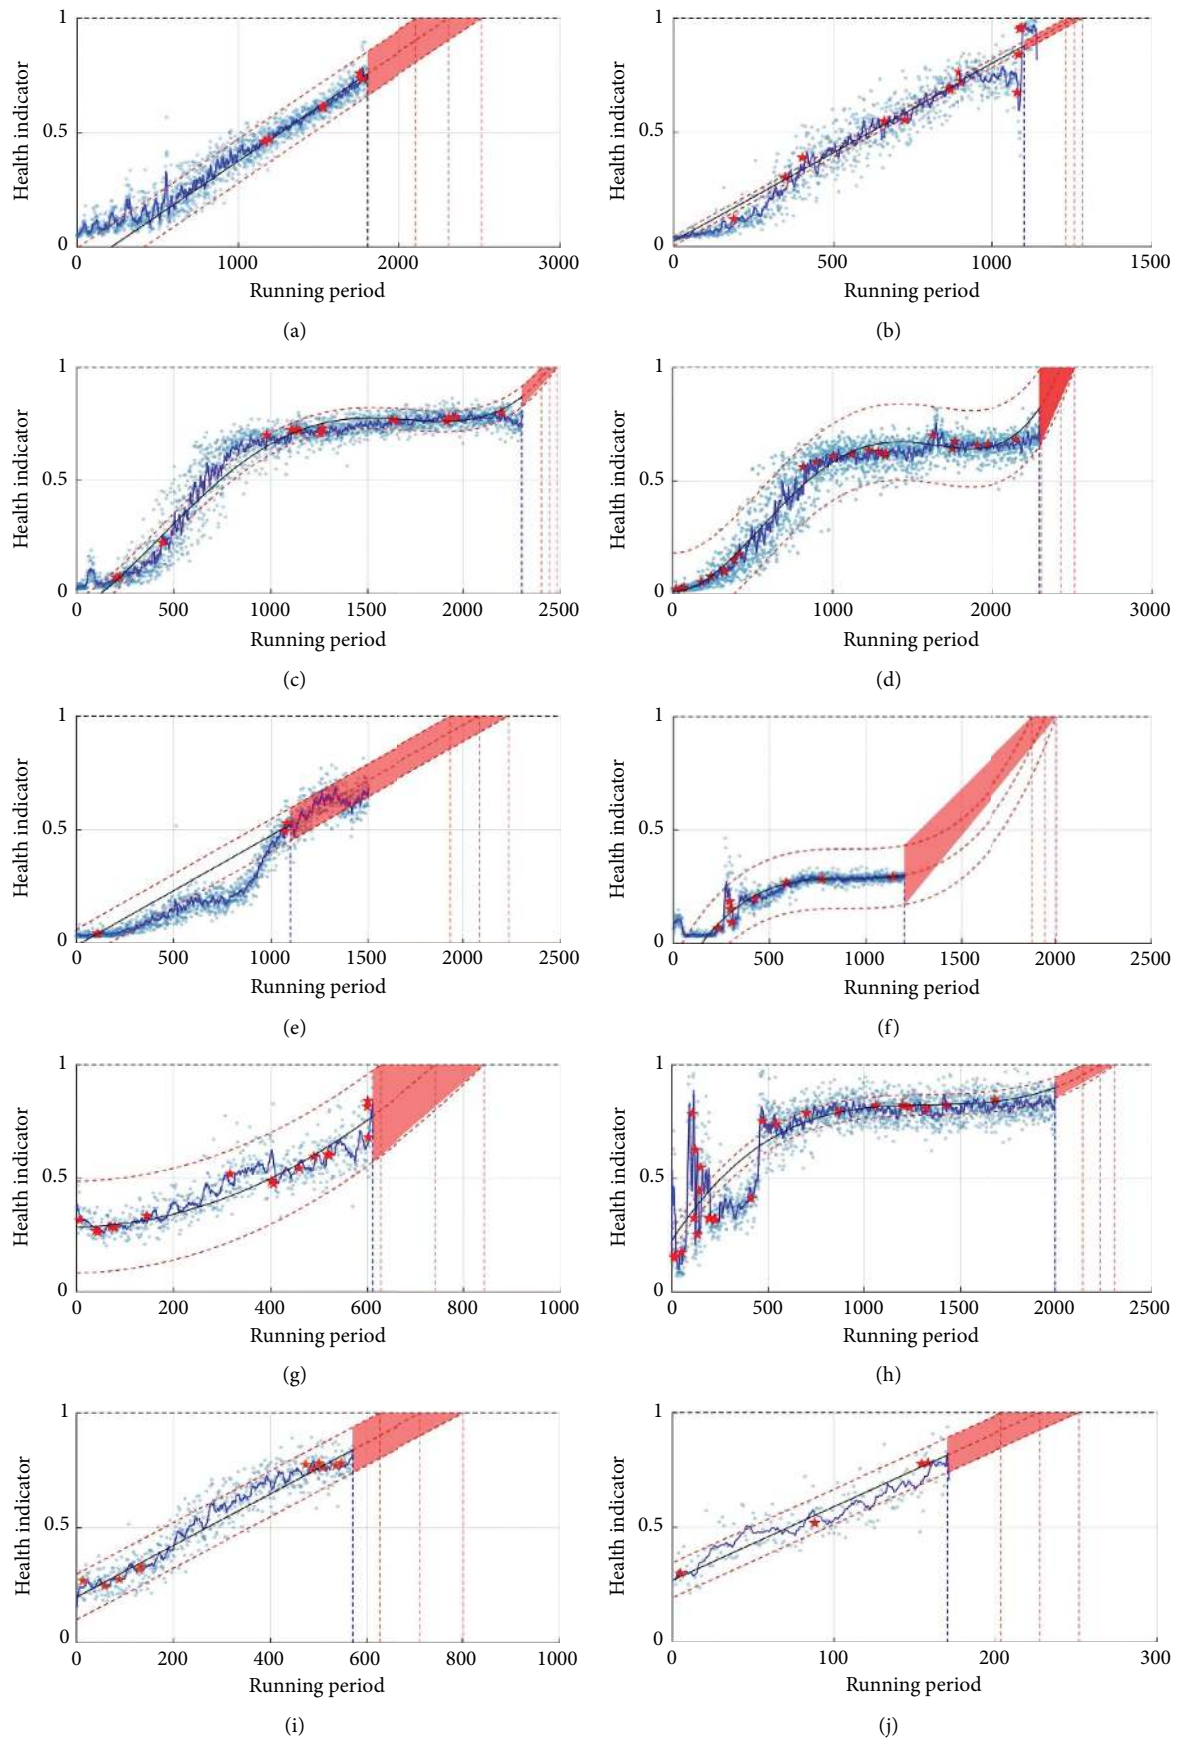 1
0.5
0
Health indicator
0 1000 2000 3000
Running period
(a)
1
0.5
0
Health indicator
0 500 1000 1500
Running period
(b)
1
0.5
0
Health indicator
0 500 1000 1500 2000 2500
Running period
(c)
1
0.5
0
Health indicator
0 1000 2000 3000
Running period
(d)
1
0.5
0
Health indicator
0 500 1000 1500 2000 2500
Running period
(e)
1
0.5
0
Health indicator
0 500 1000 1500 2000 2500
Running period
(f)
1
0.5
0
Health indicator
0 200 400 600 800 1000
Running period
(g)
1
0.5
0
Health indicator
0 500 1000 1500 2000 2500
Running period
(h)
1
0.5
0
Health indicator
0 200 400 600 800 1000
Running period
(i)
1
0.5
0
Health indicator
0 100 200 300
Running period
(j)